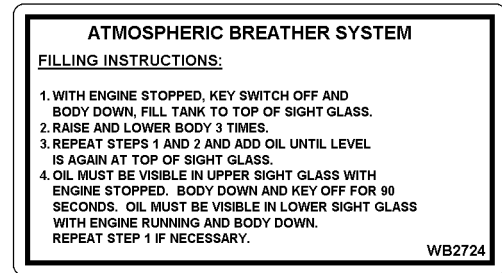 ATMOSPHERIC BREATHER SYSTEM
FILLING INSTRUCTIONS:
1. WITH ENGINE STOPPED, KEY SWITCH OFF AND
BODY DOWN, FILL TANK TO TOP OF SIGHT GLASS.
2. RAISE AND LOWER BODY 3 TIMES.
3. REPEAT STEPS 1 AND 2 AND ADD OIL UNTIL LEVEL
IS AGAIN AT TOP OF SIGHT GLASS.
4. OIL MUST BE VISIBLE IN UPPER SIGHT GLASS WITH
ENGINE STOPPED. BODY DOWN AND KEY OFF FOR 90
SECONDS. OIL MUST BE VISIBLE IN LOWER SIGHT GLASS
WITH ENGINE RUNNING AND BODY DOWN.
REPEAT STEP 1 IF NECESSARY.
WB2724